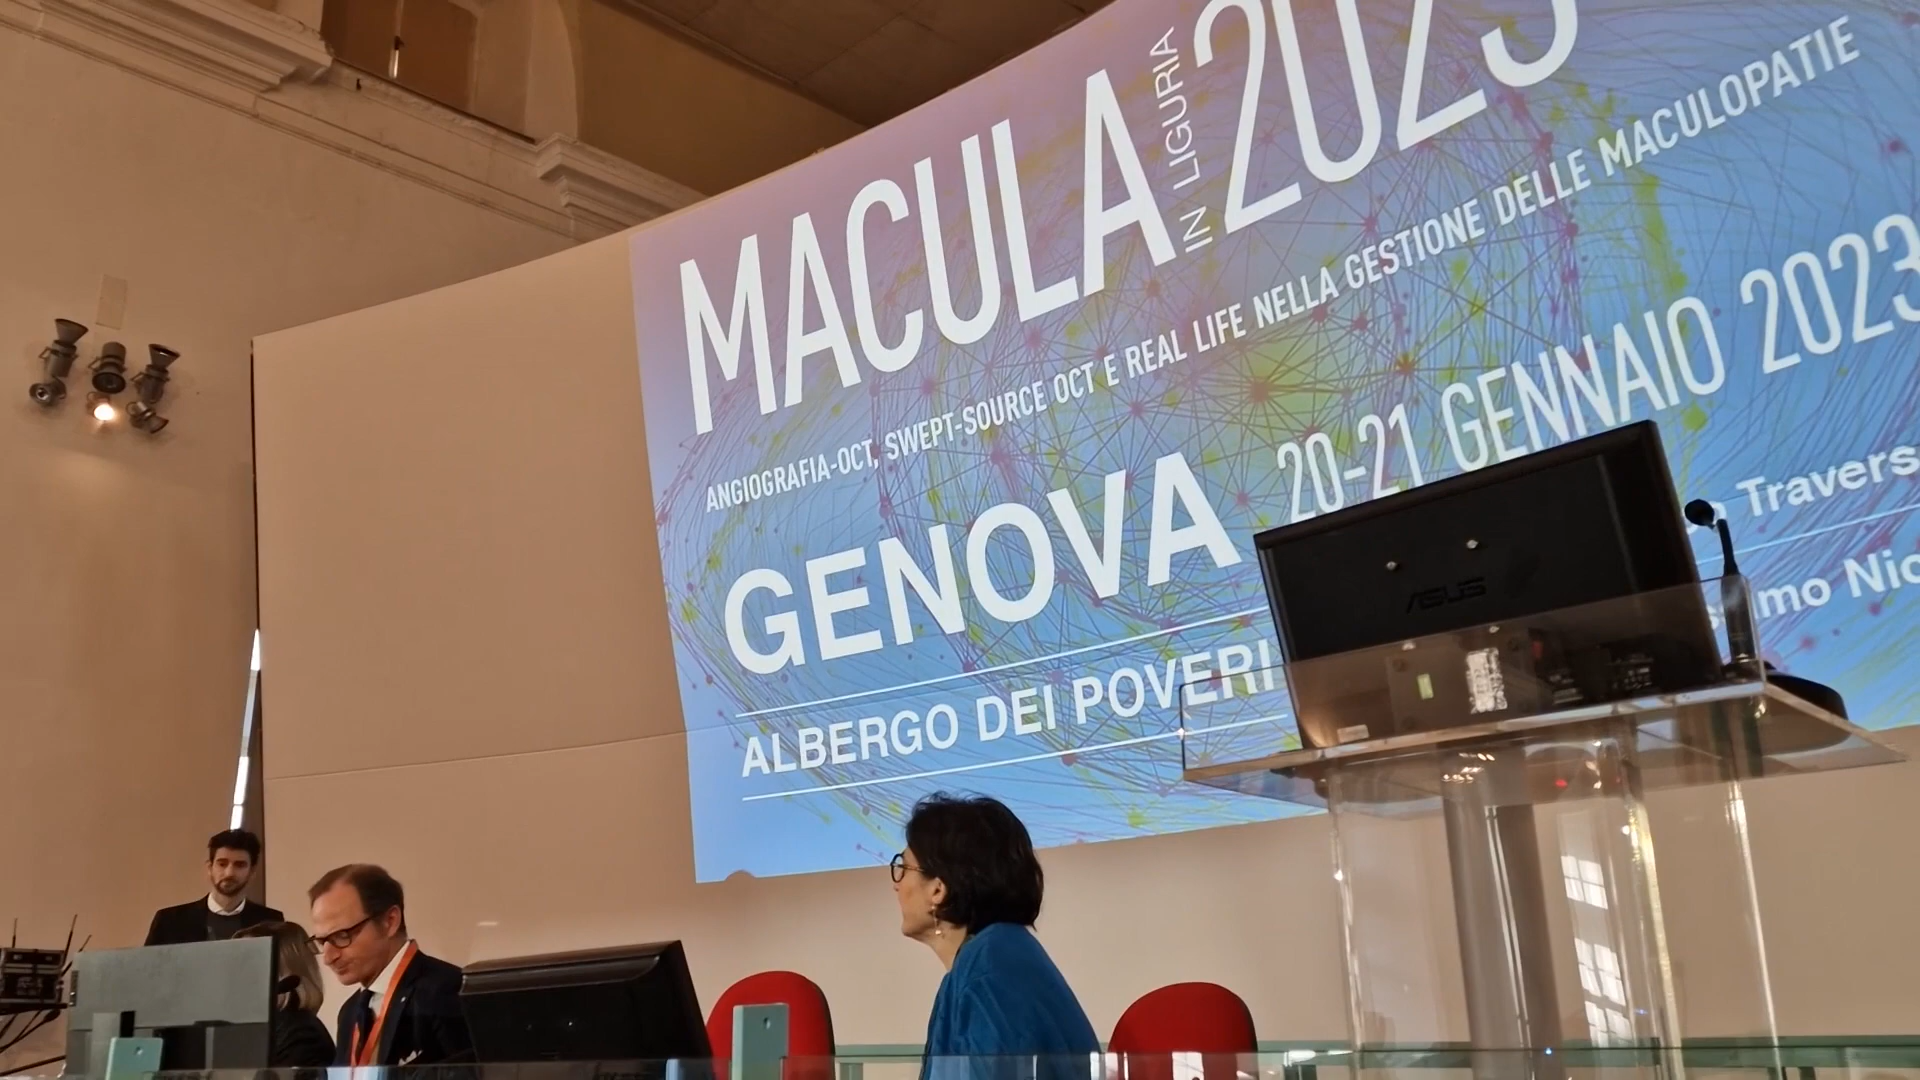 MACULA IN LIGURIA 2023
ANGIOGRAFIA-OCT, SWEPT-SOURCE OCT E REAL LIFE NELLA GESTIONE DELLE MACULOPATIE
GENOVA 20-21 GENNAIO 2023
ALBERGO DEI POVERI
ASUS